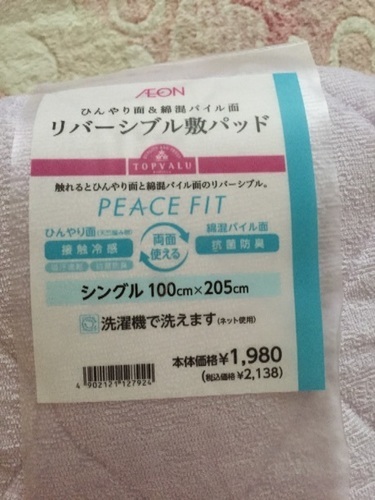 ÆON
ひんやり面&綿混パイル面
リバーシブル敷パッド
TOPVALU
触れるとひんやり面と綿混パイル面のリバーシブル。
PEACE FIT
ひんやり面
接触冷感
両面
使える
綿混パイル面
抗菌防臭
シングル 100cm×205cm
洗濯機で洗えます(ネット使用)
本体価格¥1,980
(税込価格¥2,138)
4 902121 127924